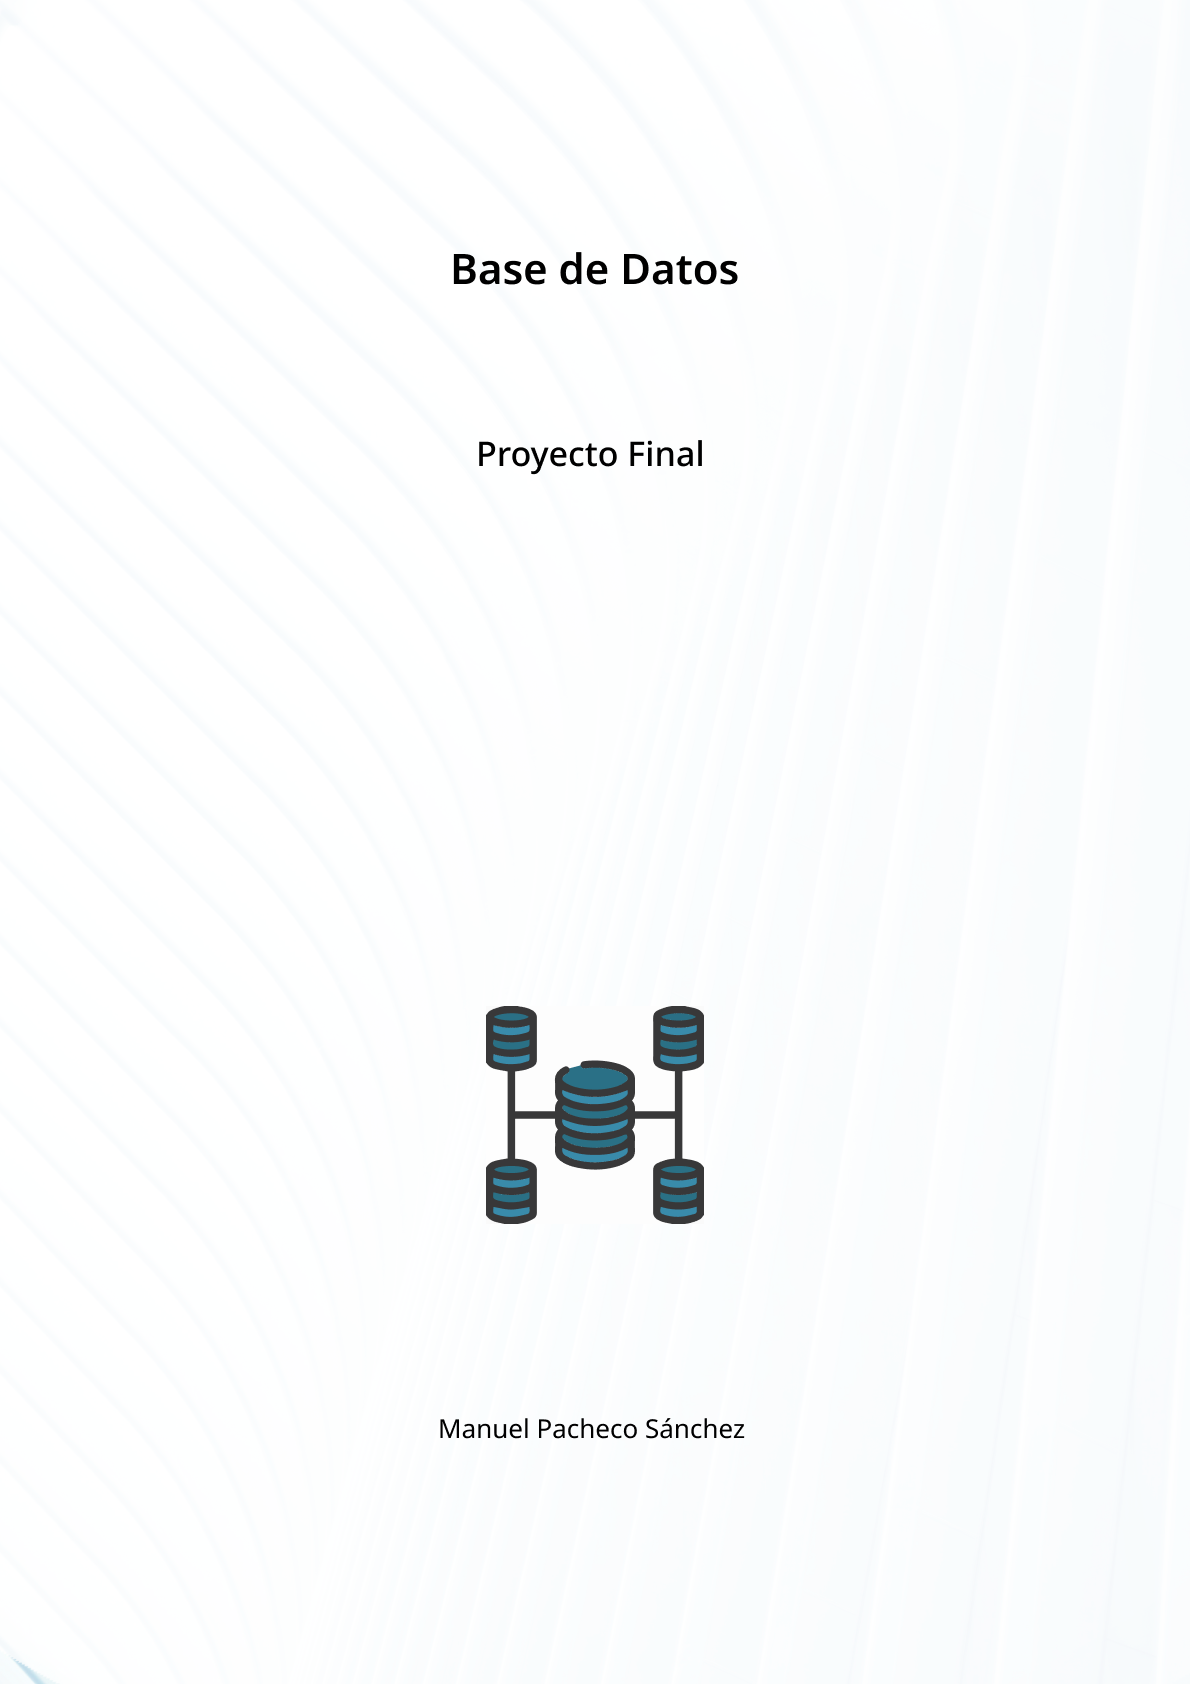 Base de Datos
Proyecto Final
Manuel Pacheco Sánchez